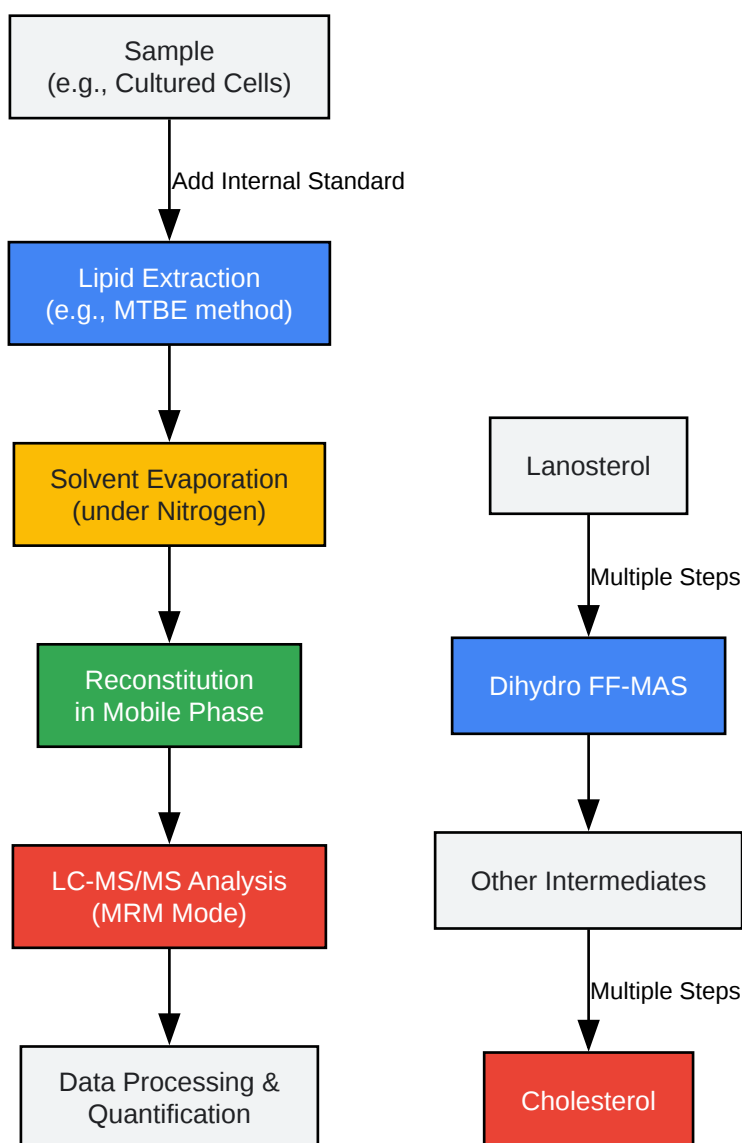 Sample
(e.g., Cultured Cells)
Add Internal Standard
Lipid Extraction
(e.g., MTBE method)
Solvent Evaporation
(under Nitrogen)
Reconstitution
in Mobile Phase
LC-MS/MS Analysis
(MRM Mode)
Data Processing &
Quantification
Lanosterol
Multiple Steps
Dihydro FF-MAS
Other Intermediates
Multiple Steps
Cholesterol